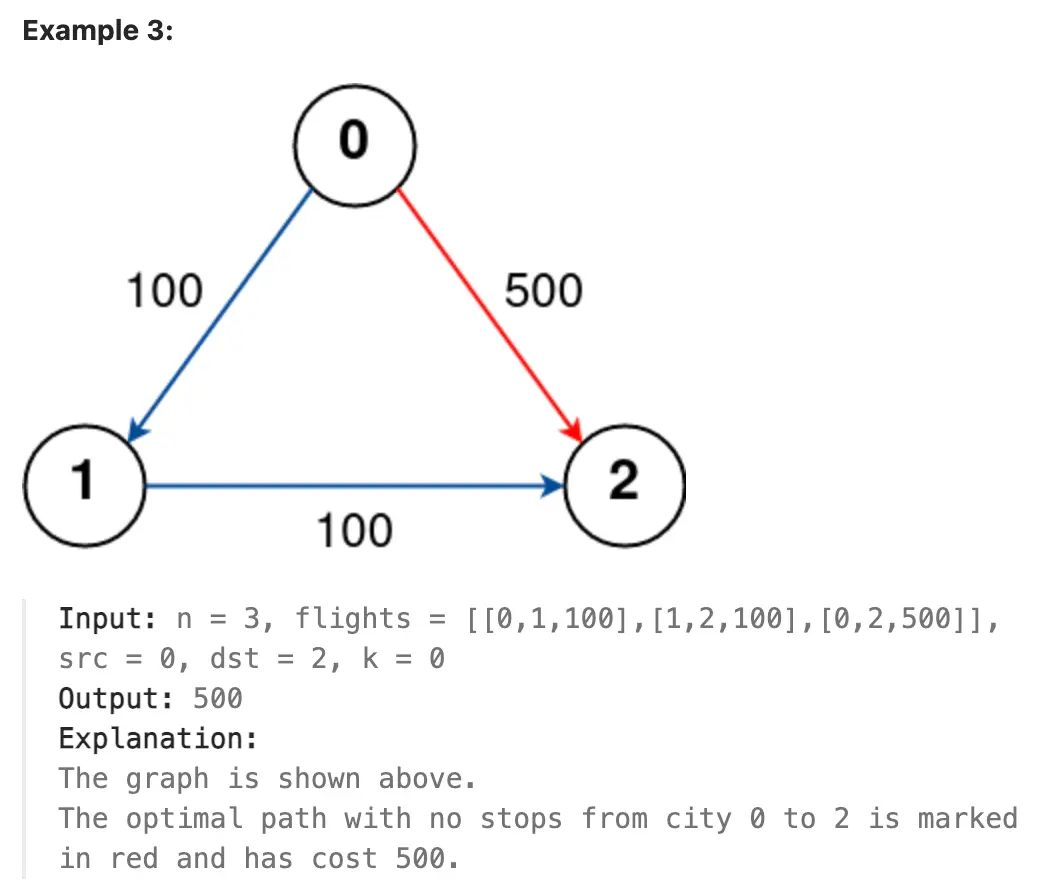 Example 3:
0
100
500
1
2
100
Input: n = 3, flights = [[0,1,100],[1,2,100],[0,2,500]],
src = 0, dst = 2, k = 0
Output: 500
Explanation:
The graph is shown above.
The optimal path with no stops from city 0 to 2 is marked
in red and has cost 500.